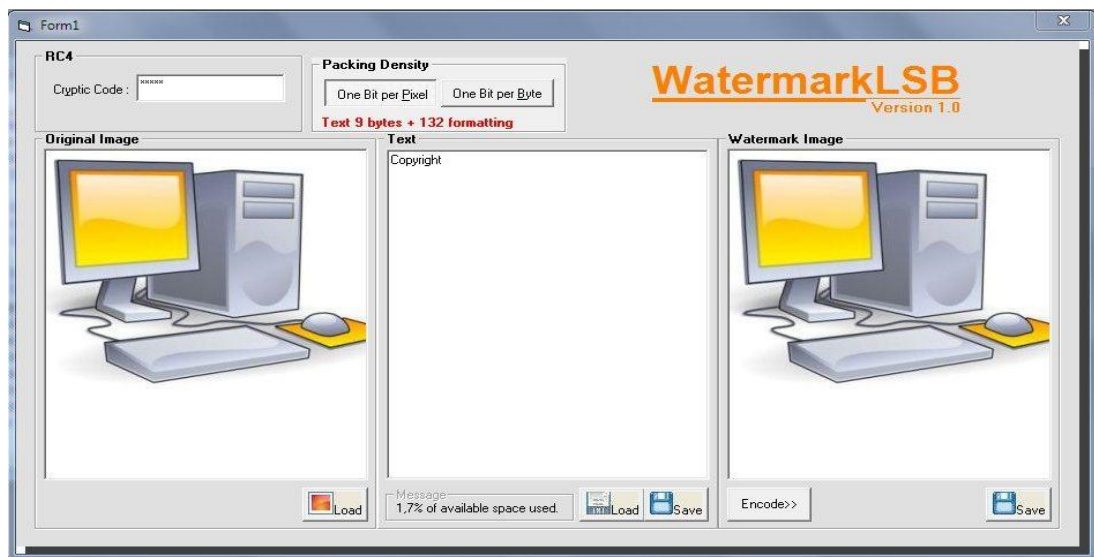 Form1
RC4
Cryptic Code :
*****
Packing Density
One Bit per Pixel
One Bit per Byte
Text 9 bytes + 132 formatting
WatermarkLSB
Version 1.0
Original Image
Text
Watermark Image
Copyright
Load
Message
1,7% of available space used.
Load
Save
Encode>>
Save